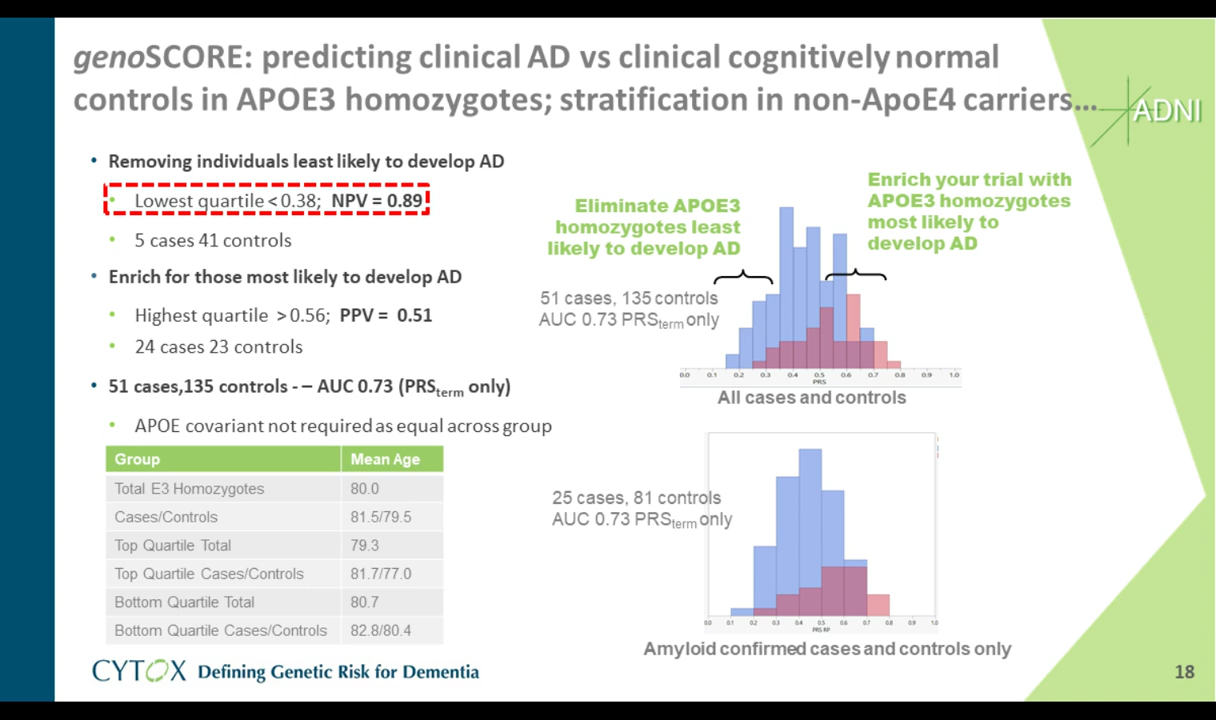 genoSCORE: predicting clinical AD vs clinical cognitively normal
controls in APOE3 homozygotes; stratification in non-ApoE4 carriers...
ADNI
• Removing individuals least likely to develop AD
• Lowest quartile < 0.38; NPV = 0.89
• 5 cases 41 controls
• Enrich for those most likely to develop AD
• Highest quartile > 0.56; PPV = 0.51
• 24 cases 23 controls
• 51 cases,135 controls - – AUC 0.73 (PRSterm only)
• APOE covariant not required as equal across group
Group Mean Age
Total E3 Homozygotes 80.0
Cases/Controls 81.5/79.5
Top Quartile Total 79.3
Top Quartile Cases/Controls 81.7/77.0
Bottom Quartile Total 80.7
Bottom Quartile Cases/Controls 82.8/80.4
Eliminate APOE3
homozygotes least
likely to develop AD
Enrich your trial with
APOE3 homozygotes
most likely to
develop AD
51 cases, 135 controls
AUC 0.73 PRSterm only
0.0 0.1 0.2 0.3 0.4 0.5 0.6 0.7 0.8 0.9 1.0
PRS
All cases and controls
25 cases, 81 controls
AUC 0.73 PRSterm only
0.0 0.1 0.2 0.3 0.4 0.5 0.6 0.7 0.8 0.9 1.0
PRS RP
Amyloid confirmed cases and controls only
CYTOX Defining Genetic Risk for Dementia
18